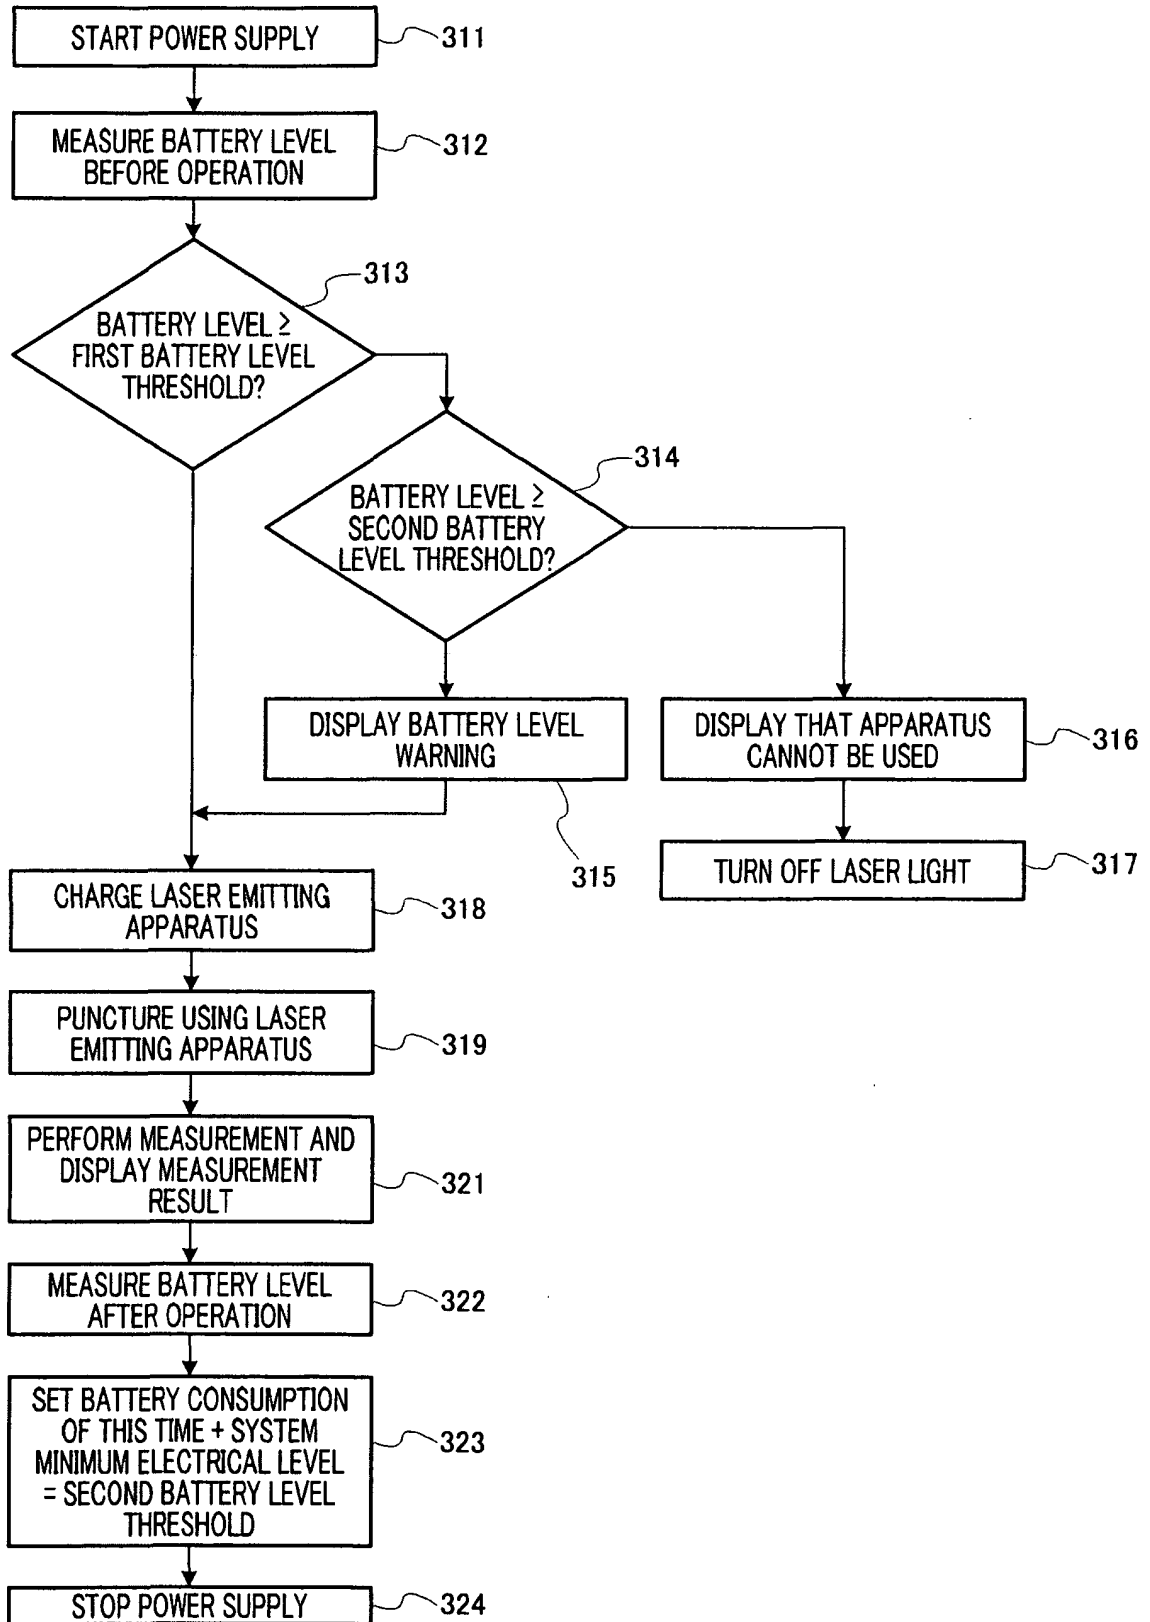 START POWER SUPPLY
311
MEASURE BATTERY LEVEL
BEFORE OPERATION
312
313
BATTERY LEVEL ≥
FIRST BATTERY LEVEL
THRESHOLD?
314
BATTERY LEVEL ≥
SECOND BATTERY
LEVEL THRESHOLD?
DISPLAY BATTERY LEVEL
WARNING
315
DISPLAY THAT APPARATUS
CANNOT BE USED
316
TURN OFF LASER LIGHT
317
CHARGE LASER EMITTING
APPARATUS
318
PUNCTURE USING LASER
EMITTING APPARATUS
319
PERFORM MEASUREMENT AND
DISPLAY MEASUREMENT
RESULT
321
MEASURE BATTERY LEVEL
AFTER OPERATION
322
SET BATTERY CONSUMPTION
OF THIS TIME + SYSTEM
MINIMUM ELECTRICAL LEVEL
= SECOND BATTERY LEVEL
THRESHOLD
323
STOP POWER SUPPLY
324